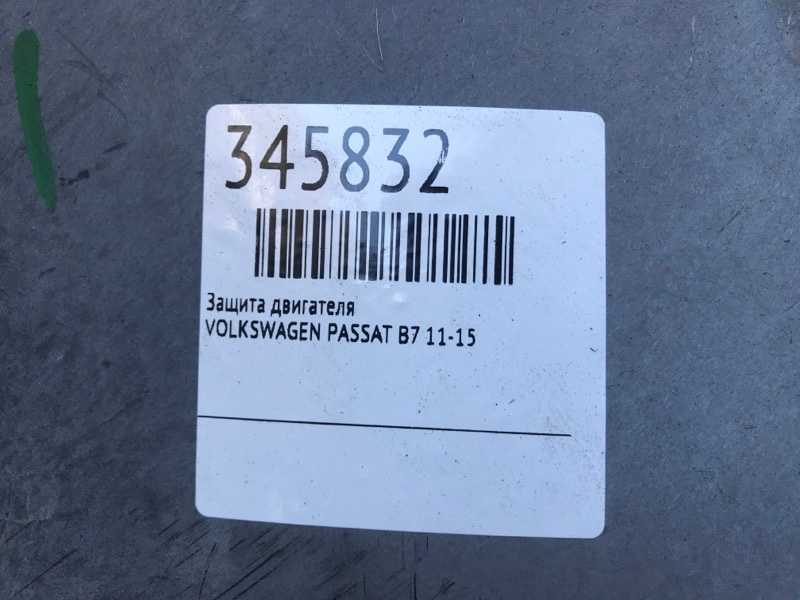 345832
Защита двигателя
VOLKSWAGEN PASSAT B7 11-15